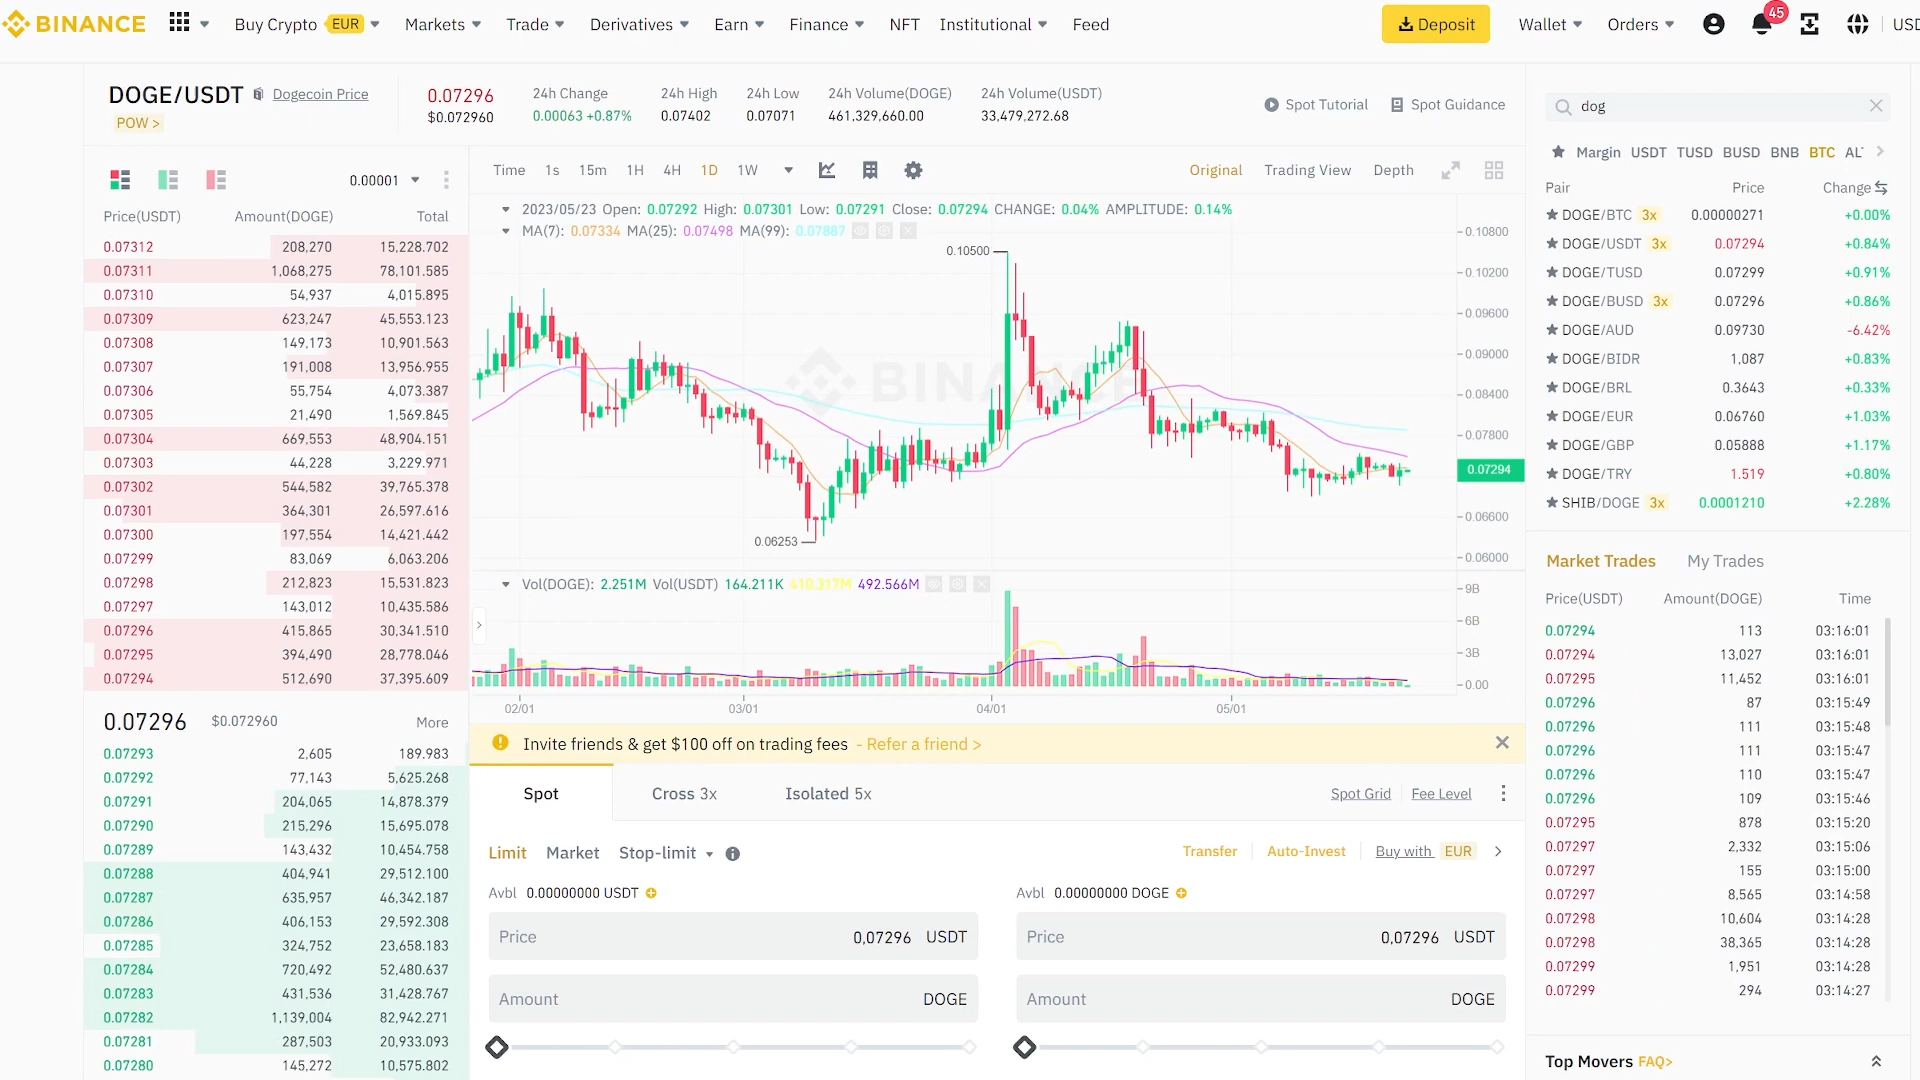 BINANCE
Buy Crypto EUR Markets Trade Derivatives Earn Finance NFT Institutional Feed
Deposit Wallet Orders 45 USD
DOGE/USDT Dogecoin Price
POW >
0.07296
$0.072960
24h Change
0.00063 +0.87%
24h High
0.07402
24h Low
0.07071
24h Volume(DOGE)
461,329,660.00
24h Volume(USDT)
33,479,272.68
Spot Tutorial Spot Guidance
0.00001
Price(USDT) Amount(DOGE) Total
0.07312 208,270 15,228.702
0.07311 1,068,275 78,101.585
0.07310 54,937 4,015.895
0.07309 623,247 45,553.123
0.07308 149,173 10,901.563
0.07307 191,008 13,956.955
0.07306 55,754 4,073.387
0.07305 21,490 1,569.845
0.07304 669,553 48,904.151
0.07303 44,228 3,229.971
0.07302 544,582 39,765.378
0.07301 364,301 26,597.616
0.07300 197,554 14,421.442
0.07299 83,069 6,063.206
0.07298 212,823 15,531.823
0.07297 143,012 10,435.586
0.07296 415,865 30,341.510
0.07295 394,490 28,778.046
0.07294 512,690 37,395.609
0.07296 $0.072960 More
0.07293 2,605 189.983
0.07292 77,143 5,625.268
0.07291 204,065 14,878.379
0.07290 215,296 15,695.078
0.07289 143,432 10,454.758
0.07288 404,941 29,512.100
0.07287 635,957 46,342.187
0.07286 406,153 29,592.308
0.07285 324,752 23,658.183
0.07284 720,492 52,480.637
0.07283 431,536 31,428.767
0.07282 1,139,004 82,942.271
0.07281 287,503 20,933.093
0.07280 145,272 10,575.802
Time 1s 15m 1H 4H 1D 1W Original Trading View Depth
2023/05/23 Open: 0.07292 High: 0.07301 Low: 0.07291 Close: 0.07294 CHANGE: 0.04% AMPLITUDE: 0.14%
MA(7): 0.07334 MA(25): 0.07498 MA(99): 0.07887
0.10500
BINANCE
0.06253
0.10800
0.10200
0.09600
0.09000
0.08400
0.07800
0.07294
0.06600
0.06000
Vol(DOGE): 2.251M Vol(USDT) 164.211K 410.317M 492.566M
9B
6B
3B
0.00
02/01 03/01 04/01 05/01
Invite friends & get $100 off on trading fees - Refer a friend >
Spot Cross 3x Isolated 5x Spot Grid Fee Level
Limit Market Stop-limit Transfer Auto-Invest Buy with EUR
Avbl 0.00000000 USDT
Price 0,07296 USDT
Amount DOGE
Avbl 0.00000000 DOGE
Price 0,07296 USDT
Amount DOGE
dog
Margin USDT TUSD BUSD BNB BTC AL
Pair Price Change
DOGE/BTC 3x 0.00000271 +0.00%
DOGE/USDT 3x 0.07294 +0.84%
DOGE/TUSD 0.07299 +0.91%
DOGE/BUSD 3x 0.07296 +0.86%
DOGE/AUD 0.09730 -6.42%
DOGE/BIDR 1,087 +0.83%
DOGE/BRL 0.3643 +0.33%
DOGE/EUR 0.06760 +1.03%
DOGE/GBP 0.05888 +1.17%
DOGE/TRY 1.519 +0.80%
SHIB/DOGE 3x 0.0001210 +2.28%
Market Trades My Trades
Price(USDT) Amount(DOGE) Time
0.07294 113 03:16:01
0.07294 13,027 03:16:01
0.07295 11,452 03:16:01
0.07296 87 03:15:49
0.07296 111 03:15:48
0.07296 111 03:15:47
0.07296 110 03:15:47
0.07296 109 03:15:46
0.07295 878 03:15:20
0.07297 2,332 03:15:06
0.07297 155 03:15:00
0.07297 8,565 03:14:58
0.07298 10,604 03:14:28
0.07298 38,365 03:14:28
0.07299 1,951 03:14:28
0.07299 294 03:14:27
Top Movers FAQ>